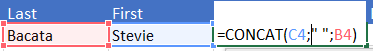 Last First
Bacata Stevie =CONCAT(C4;" ";B4)